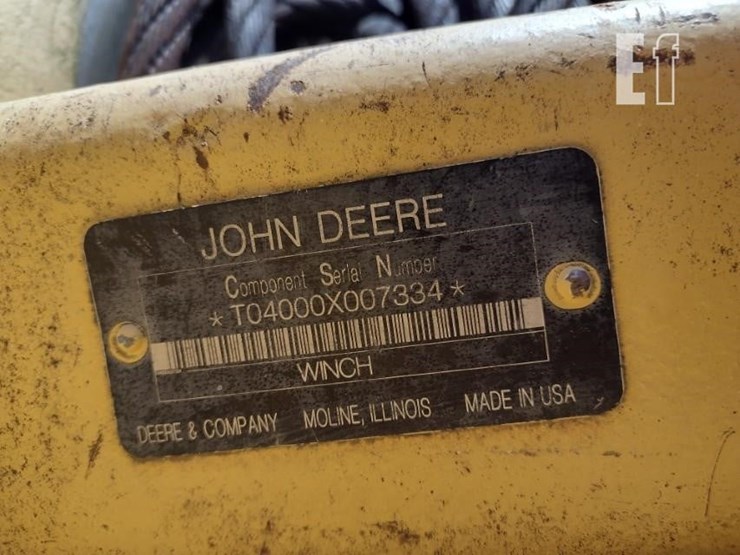 Ef
JOHN DEERE
Component Serial Number
* T04000X007334 *
WINCH
DEERE & COMPANY MOLINE, ILLINOIS MADE IN USA